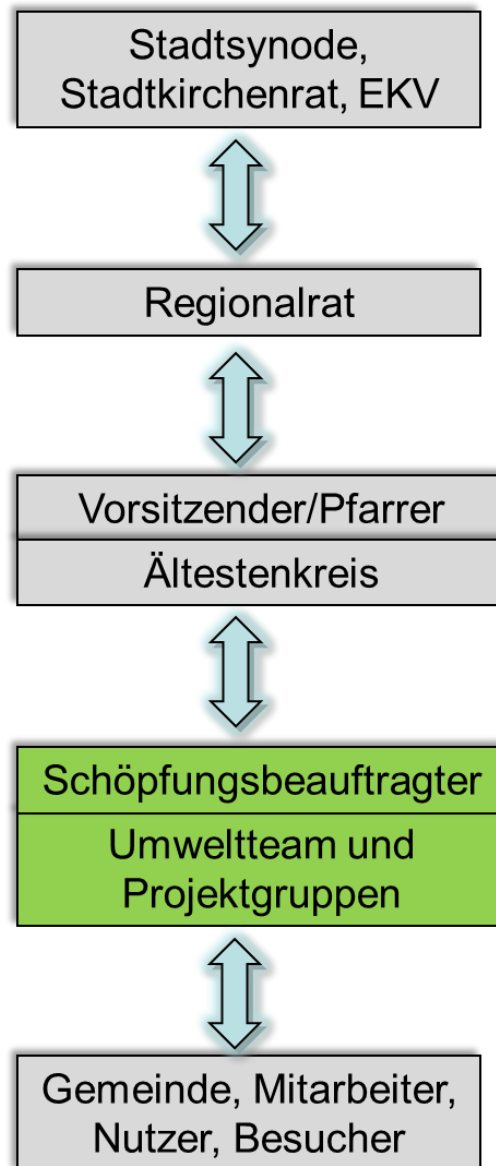 Stadtsynode,
Stadtkirchenrat, EKV
Regionalrat
Vorsitzender/Pfarrer
Ältestenkreis
Schöpfungsbeauftragter
Umweltteam und
Projektgruppen
Gemeinde, Mitarbeiter,
Nutzer, Besucher